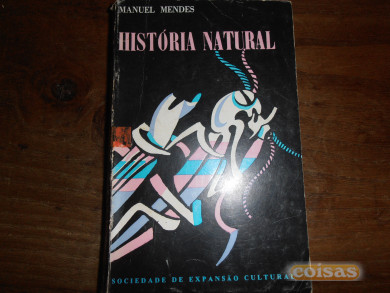 MANUEL MENDES
HISTÓRIA NATURAL
SOCIEDADE DE EXPANSÃO CULTURAL
coisas